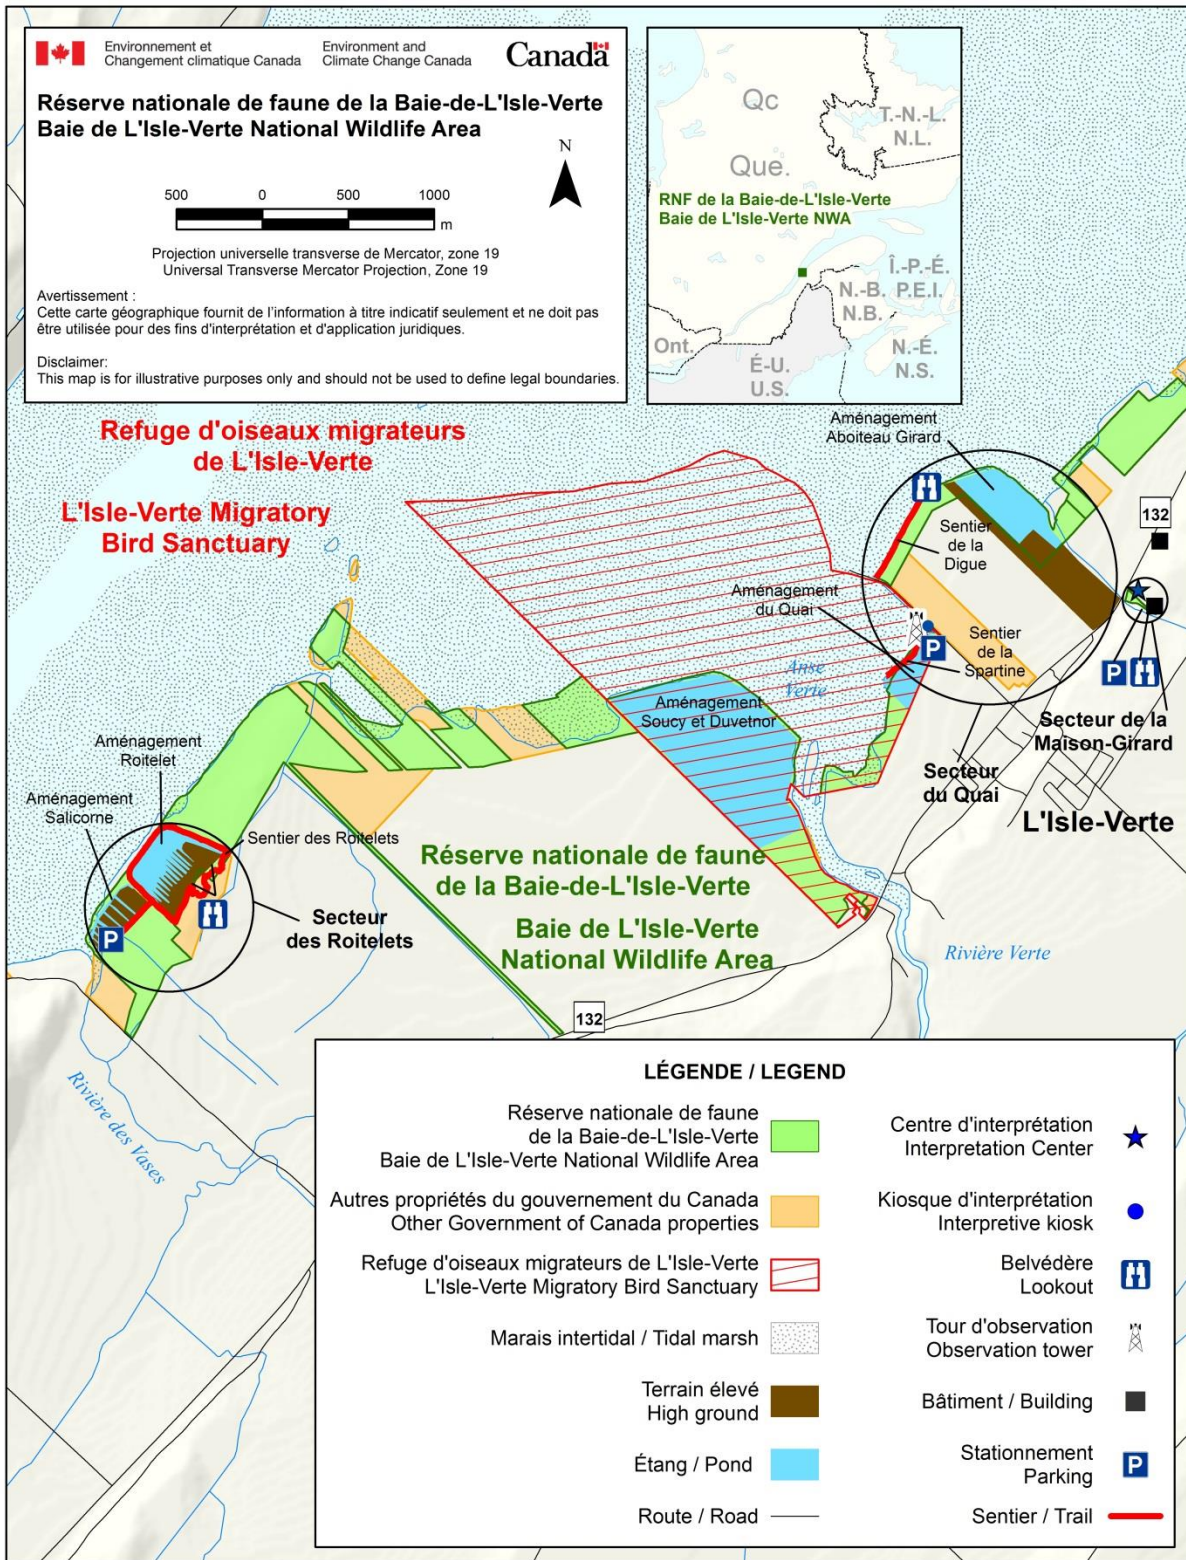 Environnement et
Changement climatique Canada
Environment and
Climate Change Canada
Canada
Réserve nationale de faune de la Baie-de-L'Isle-Verte
Baie de L'Isle-Verte National Wildlife Area
N
500 0 500 1000
m
Projection universelle transverse de Mercator, zone 19
Universal Transverse Mercator Projection, Zone 19
Avertissement :
Cette carte géographique fournit de l'information à titre indicatif seulement et ne doit pas
être utilisée pour des fins d'interprétation et d'application juridiques.
Disclaimer:
This map is for illustrative purposes only and should not be used to define legal boundaries.
Qc
Que.
T.-N.-L.
N.L.
RNF de la Baie-de-L'Isle-Verte
Baie de L'Isle-Verte NWA
Î.-P.-É.
P.E.I.
N.-B.
N.B.
Ont.
É-U.
U.S.
N.-É.
N.S.
Refuge d'oiseaux migrateurs
de L'Isle-Verte
L'Isle-Verte Migratory
Bird Sanctuary
Aménagement
Aboiteau Girard
132
Sentier
de la
Digue
Aménagement
du Quai
Sentier
de la
Spartine
P
Anse
Verte
Aménagement
Soucy et Duvetnor
P
Secteur de la
Maison-Girard
Secteur
du Quai
L'Isle-Verte
Aménagement
Roitelet
Aménagement
Salicorne
Sentier des Roitelets
P
Secteur
des Roitelets
Réserve nationale de faune
de la Baie-de-L'Isle-Verte
Baie de L'Isle-Verte
National Wildlife Area
Rivière Verte
132
Rivière des Vases
LÉGENDE / LEGEND
Réserve nationale de faune
de la Baie-de-L'Isle-Verte
Baie de L'Isle-Verte National Wildlife Area
Autres propriétés du gouvernement du Canada
Other Government of Canada properties
Refuge d'oiseaux migrateurs de L'Isle-Verte
L'Isle-Verte Migratory Bird Sanctuary
Marais intertidal / Tidal marsh
Terrain élevé
High ground
Étang / Pond
Route / Road
Centre d'interprétation
Interpretation Center
Kiosque d'interprétation
Interpretive kiosk
Belvédère
Lookout
Tour d'observation
Observation tower
Bâtiment / Building
Stationnement
Parking
P
Sentier / Trail